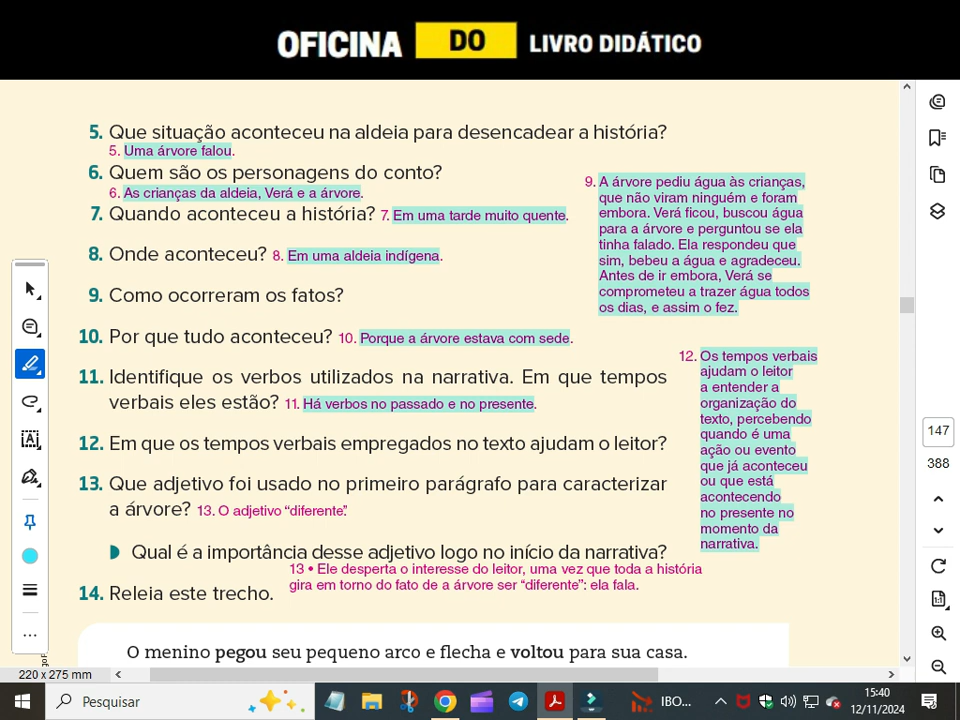 OFICINA DO LIVRO DIDÁTICO
5. Que situação aconteceu na aldeia para desencadear a história?
5. Uma árvore falou.
6. Quem são os personagens do conto?
6. As crianças da aldeia, Verá e a árvore.
7. Quando aconteceu a história? 7. Em uma tarde muito quente.
8. Onde aconteceu? 8. Em uma aldeia indígena.
9. Como ocorreram os fatos?
9. A árvore pediu água às crianças,
que não viram ninguém e foram
embora. Verá ficou, buscou água
para a árvore e perguntou se ela
tinha falado. Ela respondeu que
sim, bebeu a água e agradeceu.
Antes de ir embora, Verá se
comprometeu a trazer água todos
os dias, e assim o fez.
10. Por que tudo aconteceu? 10. Porque a árvore estava com sede.
11. Identifique os verbos utilizados na narrativa. Em que tempos
verbais eles estão? 11. Há verbos no passado e no presente.
12. Em que os tempos verbais empregados no texto ajudam o leitor?
12. Os tempos verbais
ajudam o leitor
a entender a
organização do
texto, percebendo
quando é uma
ação ou evento
que já aconteceu
ou que está
acontecendo
no presente no
momento da
narrativa.
13. Que adjetivo foi usado no primeiro parágrafo para caracterizar
a árvore? 13. O adjetivo “diferente”.
Qual é a importância desse adjetivo logo no início da narrativa?
13 • Ele desperta o interesse do leitor, uma vez que toda a história
gira em torno do fato de a árvore ser “diferente”: ela fala.
14. Releia este trecho.
O menino pegou seu pequeno arco e flecha e voltou para sua casa.
147
388
1:1
220 x 275 mm
Pesquisar
IBO...
15:40
12/11/2024